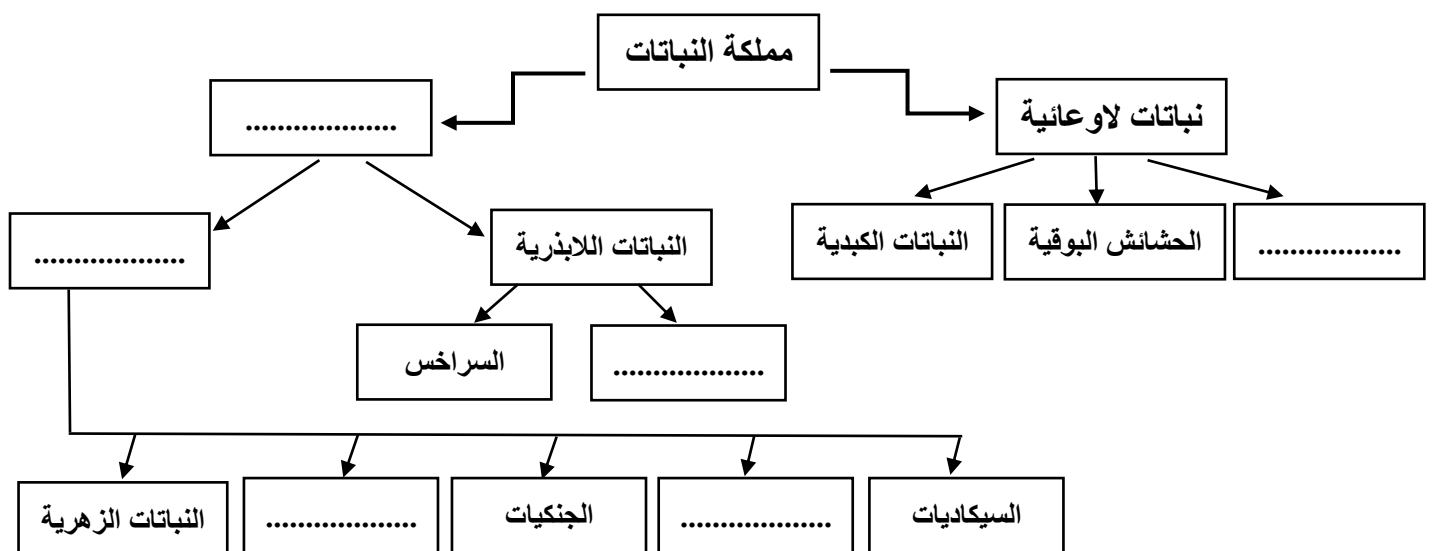 مملكة النباتات
نباتات لاوعائية
...................
..................
الحشائش البوقية
النباتات الكبدية
النباتات اللابذرية
...................
...................
السراخس
السيكاديات
...................
الجنكيات
...................
النباتات الزهرية